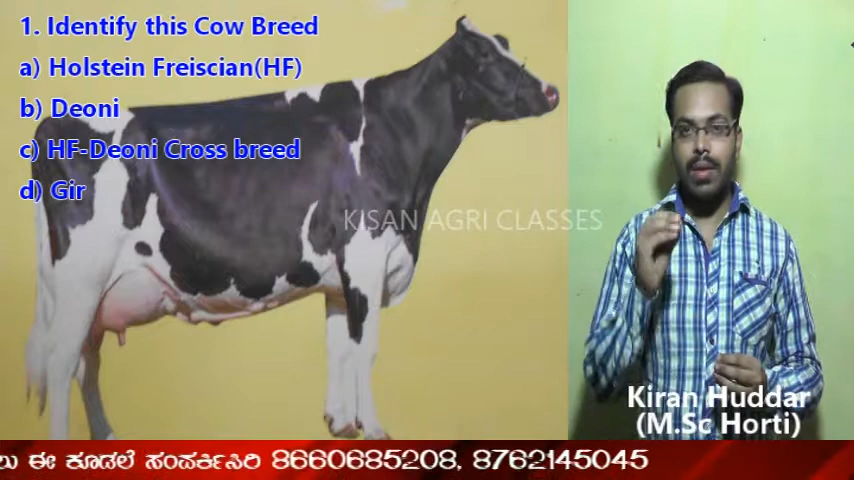 1. Identify this Cow Breed
a) Holstein Freiscian(HF)
b) Deoni
c) HF-Deoni Cross breed
d) Gir
KISAN AGRI CLASSES
Kiran Huddar
(M.Sc Horti)
ಈ ಕೂಡಲೆ ಸಂಪರ್ಕಿಸಿರಿ 8660685208, 8762145045